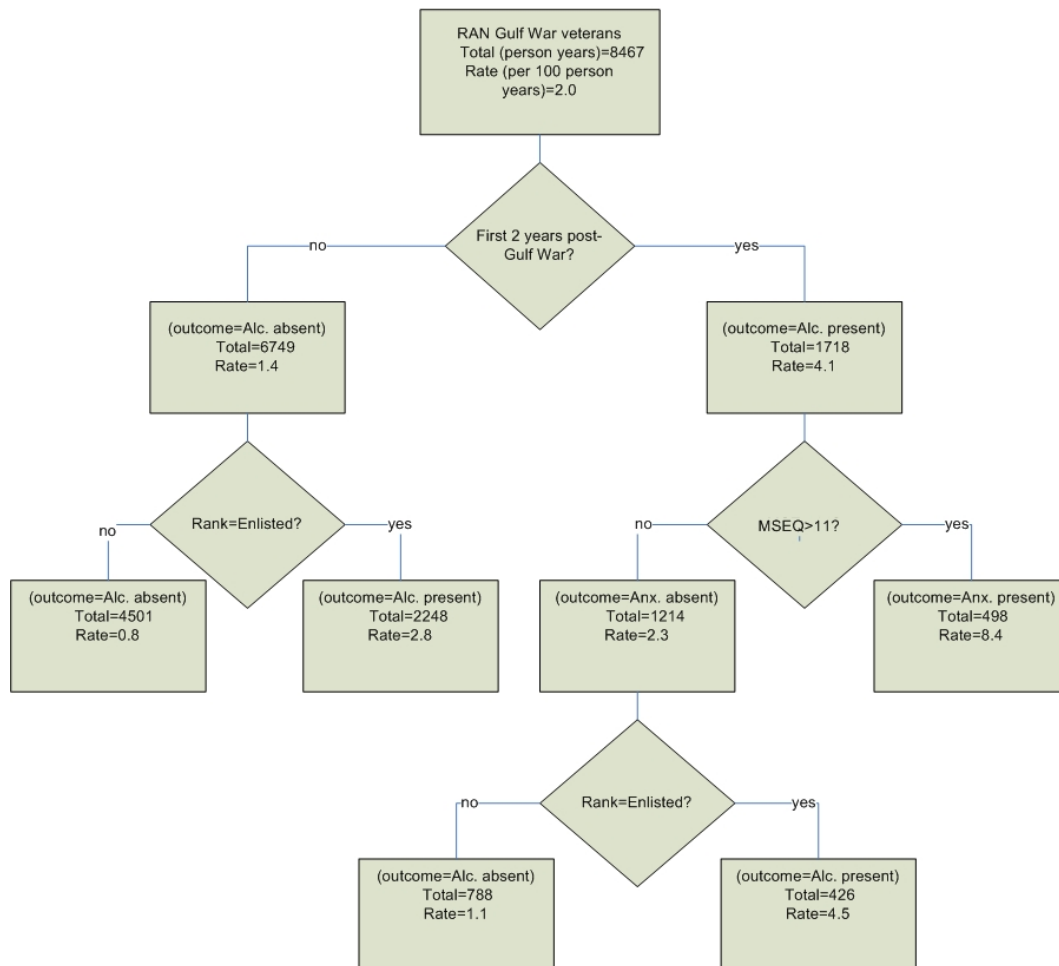 RAN Gulf War veterans
Total (person years)=8467
Rate (per 100 person
years)=2.0
First 2 years post-
Gulf War?
no
yes
(outcome=Alc. absent)
Total=6749
Rate=1.4
(outcome=Alc. present)
Total=1718
Rate=4.1
Rank=Enlisted?
no
yes
MSEQ>11?
no
yes
(outcome=Alc. absent)
Total=4501
Rate=0.8
(outcome=Alc. present)
Total=2248
Rate=2.8
(outcome=Anx. absent)
Total=1214
Rate=2.3
(outcome=Anx. present)
Total=498
Rate=8.4
Rank=Enlisted?
no
yes
(outcome=Alc. absent)
Total=788
Rate=1.1
(outcome=Alc. present)
Total=426
Rate=4.5